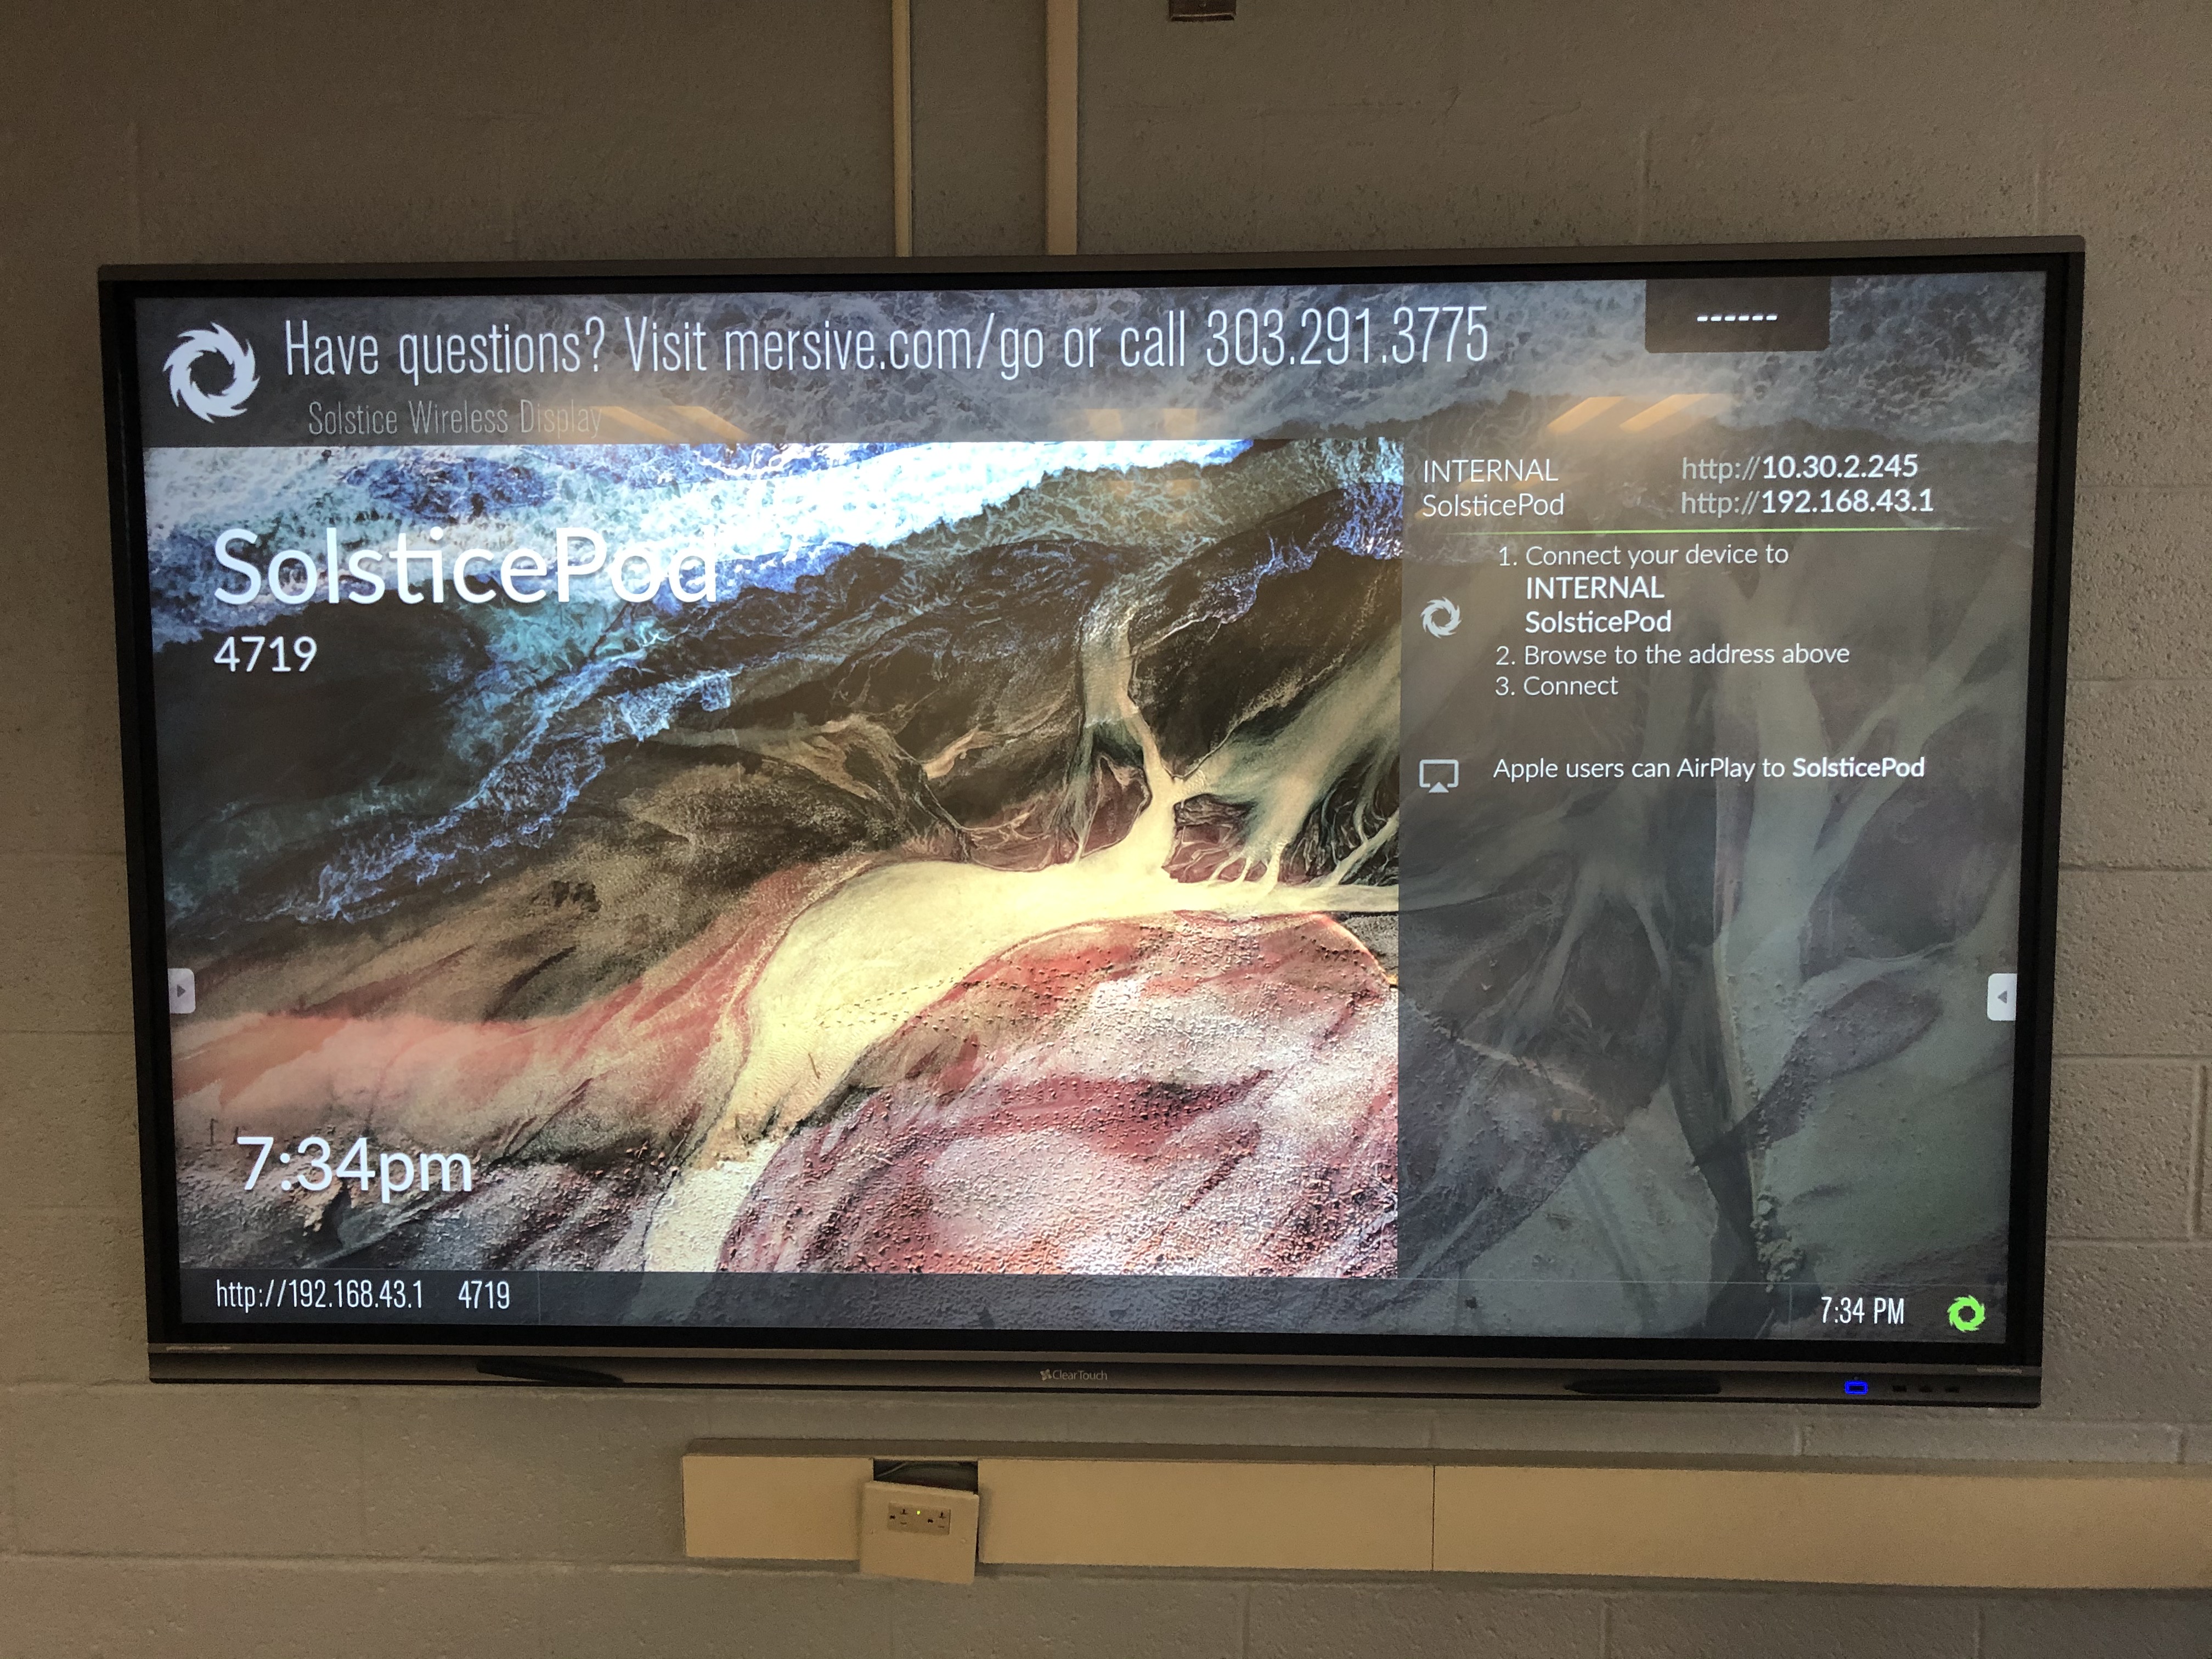 Have questions? Visit mersive.com/go or call 303.291.3775
------
Solstice Wireless Display
SolsticePod
4719
INTERNAL http://10.30.2.245
SolsticePod http://192.168.43.1
1. Connect your device to
INTERNAL
SolsticePod
2. Browse to the address above
3. Connect
Apple users can AirPlay to SolsticePod
7:34pm
http://192.168.43.1 4719
7:34 PM
ClearTouch